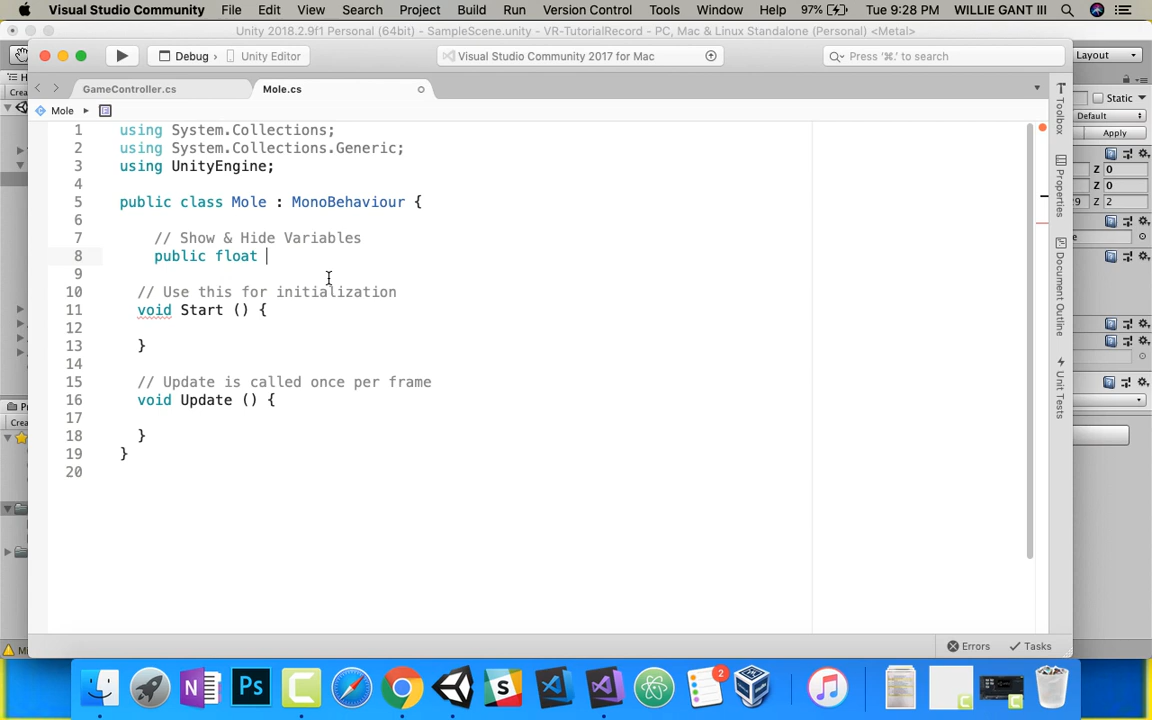 Visual Studio Community File Edit View Search Project Build Run Version Control Tools Window Help 97% Tue 9:28 PM WILLIE GANT III
Unity 2018.2.9f1 Personal (64bit) - SampleScene.unity - VR-TutorialRecord - PC, Mac & Linux Standalone (Personal) <Metal>
Debug › Unity Editor
Visual Studio Community 2017 for Mac
Press '⌘.' to search
Layout
GameController.cs
Mole.cs
Mole
Static
Default
Apply
Z 0
Z 0
Z 2
Toolbox
Properties
Document Outline
Unit Tests
1 using System.Collections;
2 using System.Collections.Generic;
3 using UnityEngine;
4
5 public class Mole : MonoBehaviour {
6
7 // Show & Hide Variables
8 public float
9
10 // Use this for initialization
11 void Start () {
12
13 }
14
15 // Update is called once per frame
16 void Update () {
17
18 }
19 }
20
Errors Tasks
N Ps 2